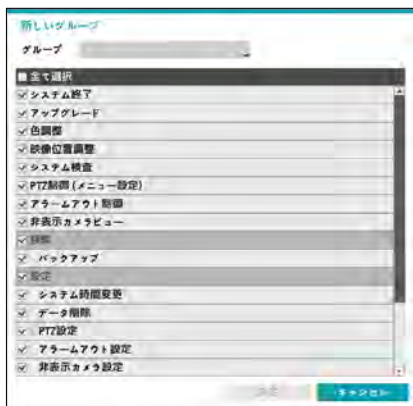 新しいグループ
グループ
全て選択
システム終了
アップグレード
色調整
映像位置調整
システム検査
PTZ制御(メニュー設定)
アラームアウト制御
非表示カメラビュー
検索
バックアップ
設定
システム時間変更
データ削除
PTZ設定
アラームアウト設定
非表示カメラ設定
キャンセル